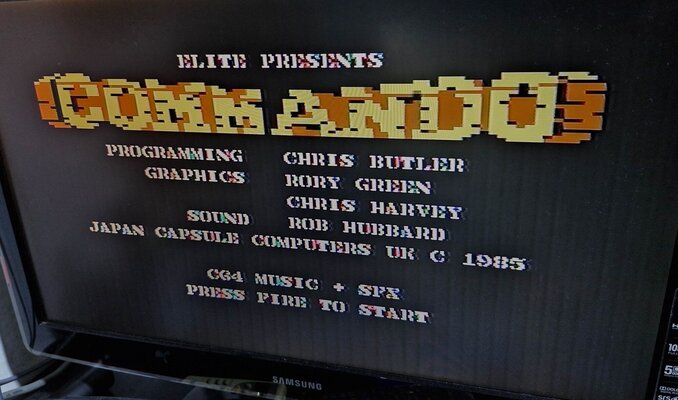 ELITE PRESENTS
COMMANDO
PROGRAMMING CHRIS BUTLER
GRAPHICS RORY GREEN
CHRIS HARVEY
SOUND ROB HUBBARD
JAPAN CAPSULE COMPUTERS UK C 1985
C64 MUSIC + SFX
PRESS FIRE TO START
SAMSUNG